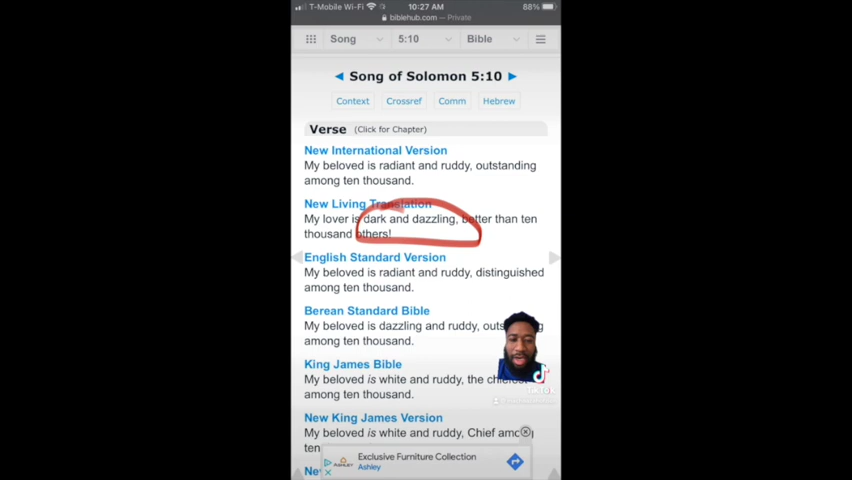 T-Mobile Wi-Fi 10:27 AM 88%
biblehub.com — Private
Song 5:10 Bible
Song of Solomon 5:10
Context Crossref Comm Hebrew
Verse (Click for Chapter)
New International Version
My beloved is radiant and ruddy, outstanding
among ten thousand.
New Living Translation
My lover is dark and dazzling, better than ten
thousand others!
English Standard Version
My beloved is radiant and ruddy, distinguished
among ten thousand.
Berean Standard Bible
My beloved is dazzling and ruddy,
among ten thousand.
King James Bible
My beloved is white and ruddy, the
among ten thousand.
TikTok
New King James Version
My beloved is white and ruddy, Chief
ten
Exclusive Furniture Collection
ASHLEY
Ashley